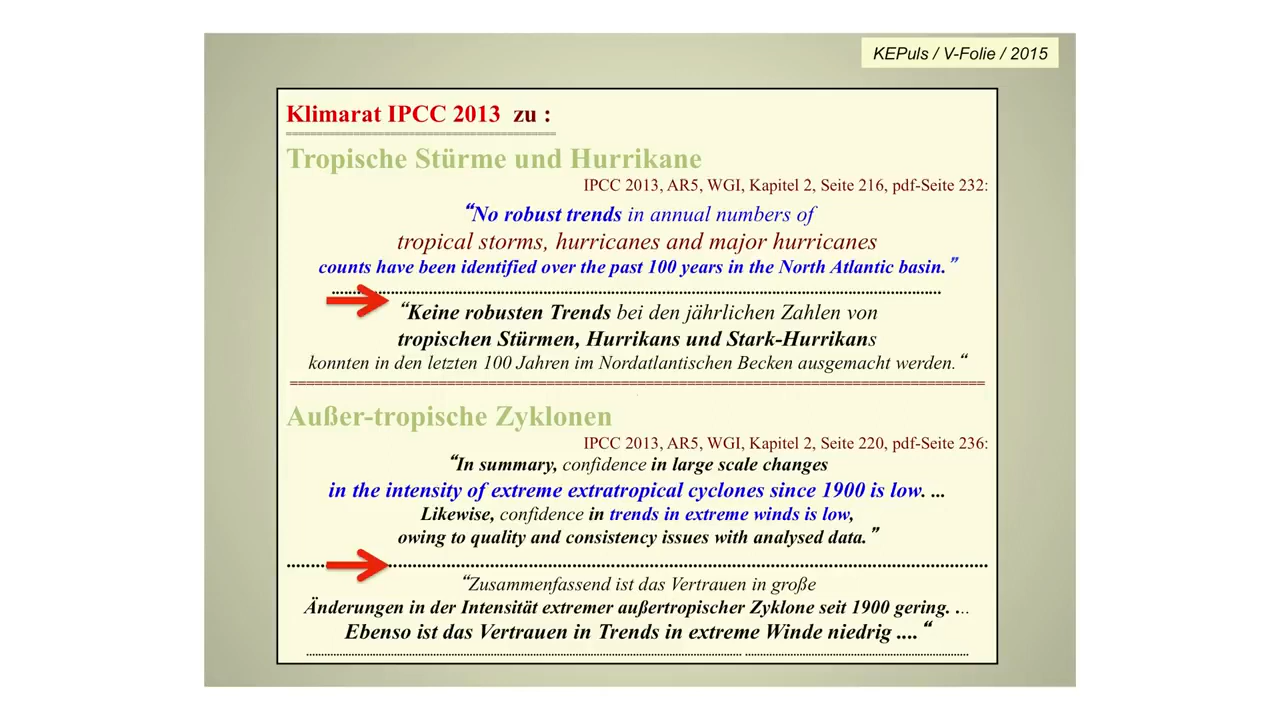 KEPuls / V-Folie / 2015
Klimarat IPCC 2013 zu :
Tropische Stürme und Hurrikane
IPCC 2013, AR5, WGI, Kapitel 2, Seite 216, pdf-Seite 232:
“No robust trends in annual numbers of
tropical storms, hurricanes and major hurricanes
counts have been identified over the past 100 years in the North Atlantic basin.”
“Keine robusten Trends bei den jährlichen Zahlen von
tropischen Stürmen, Hurrikans und Stark-Hurrikans
konnten in den letzten 100 Jahren im Nordatlantischen Becken ausgemacht werden.“
Außer-tropische Zyklonen
IPCC 2013, AR5, WGI, Kapitel 2, Seite 220, pdf-Seite 236:
“In summary, confidence in large scale changes
in the intensity of extreme extratropical cyclones since 1900 is low. ...
Likewise, confidence in trends in extreme winds is low,
owing to quality and consistency issues with analysed data.”
“Zusammenfassend ist das Vertrauen in große
Änderungen in der Intensität extremer außertropischer Zyklone seit 1900 gering. ...
Ebenso ist das Vertrauen in Trends in extreme Winde niedrig ....“